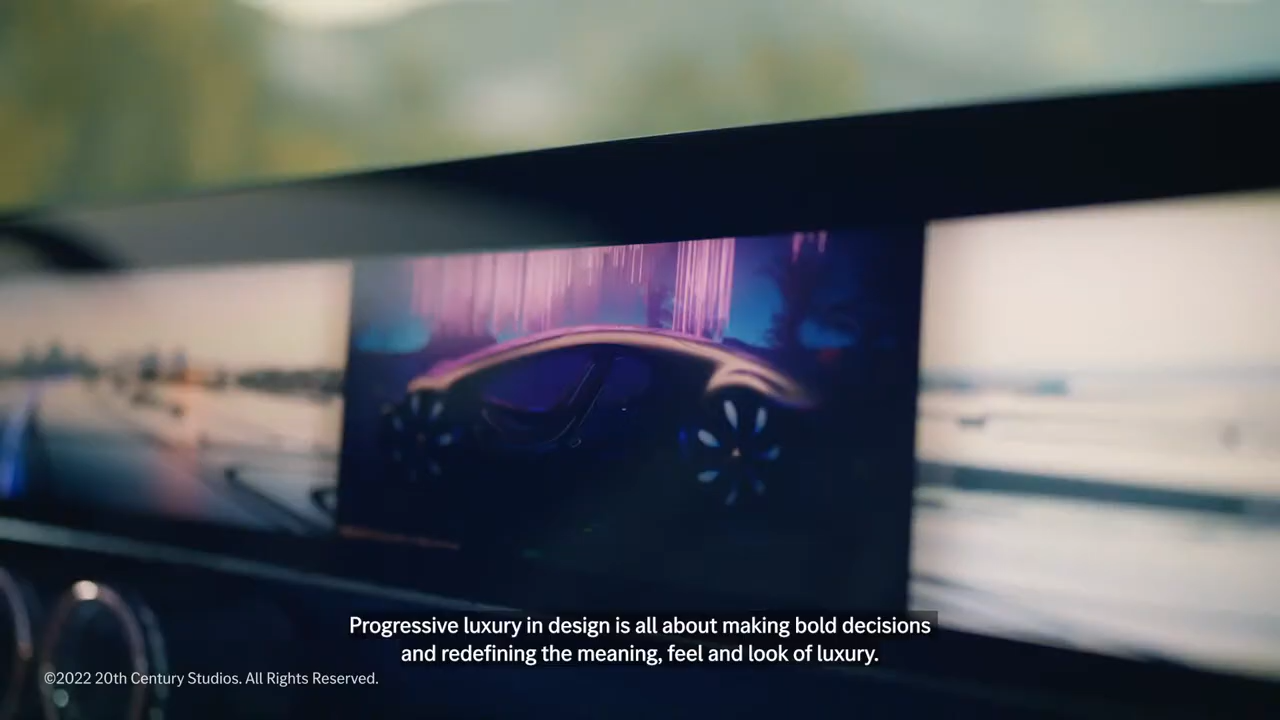 Progressive luxury in design is all about making bold decisions
and redefining the meaning, feel and look of luxury.
©2022 20th Century Studios. All Rights Reserved.